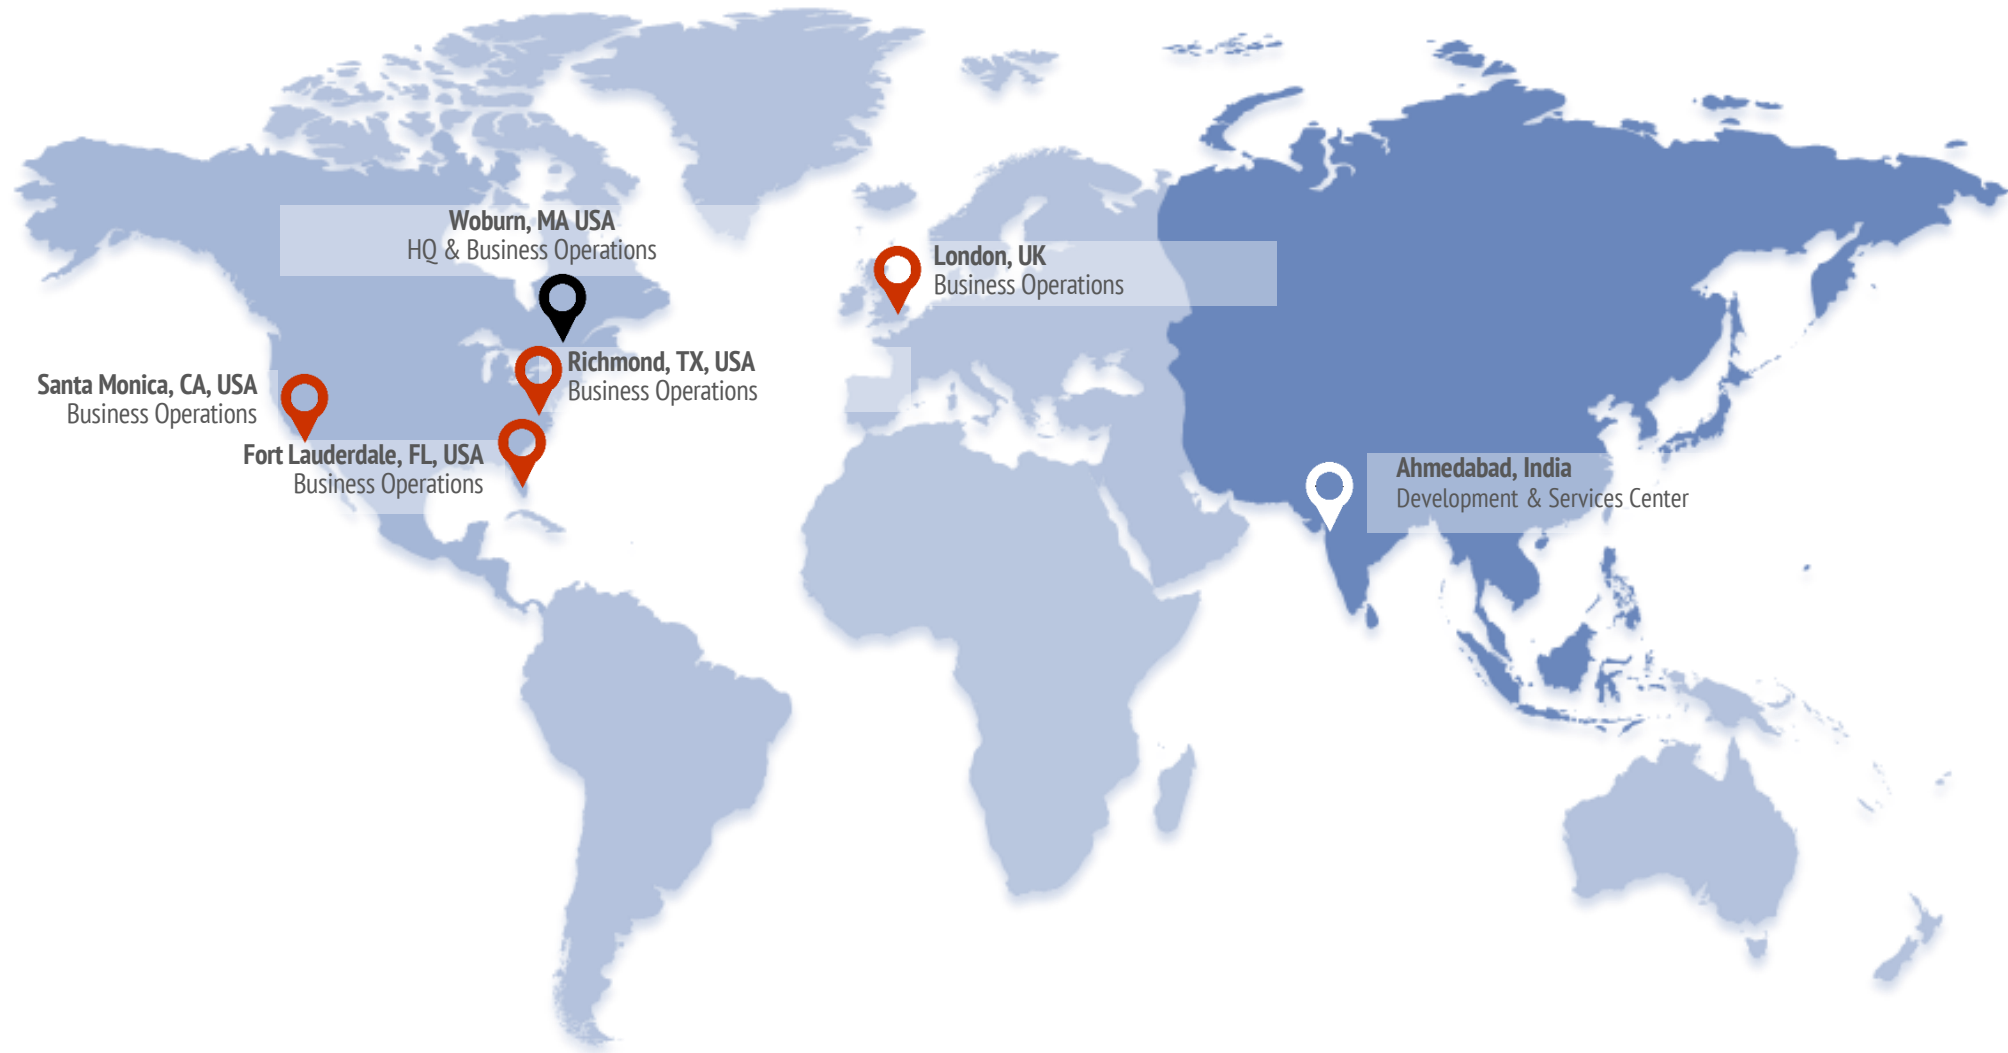 Woburn, MA USA
HQ & Business Operations
London, UK
Business Operations
Richmond, TX, USA
Business Operations
Santa Monica, CA, USA
Business Operations
Fort Lauderdale, FL, USA
Business Operations
Ahmedabad, India
Development & Services Center